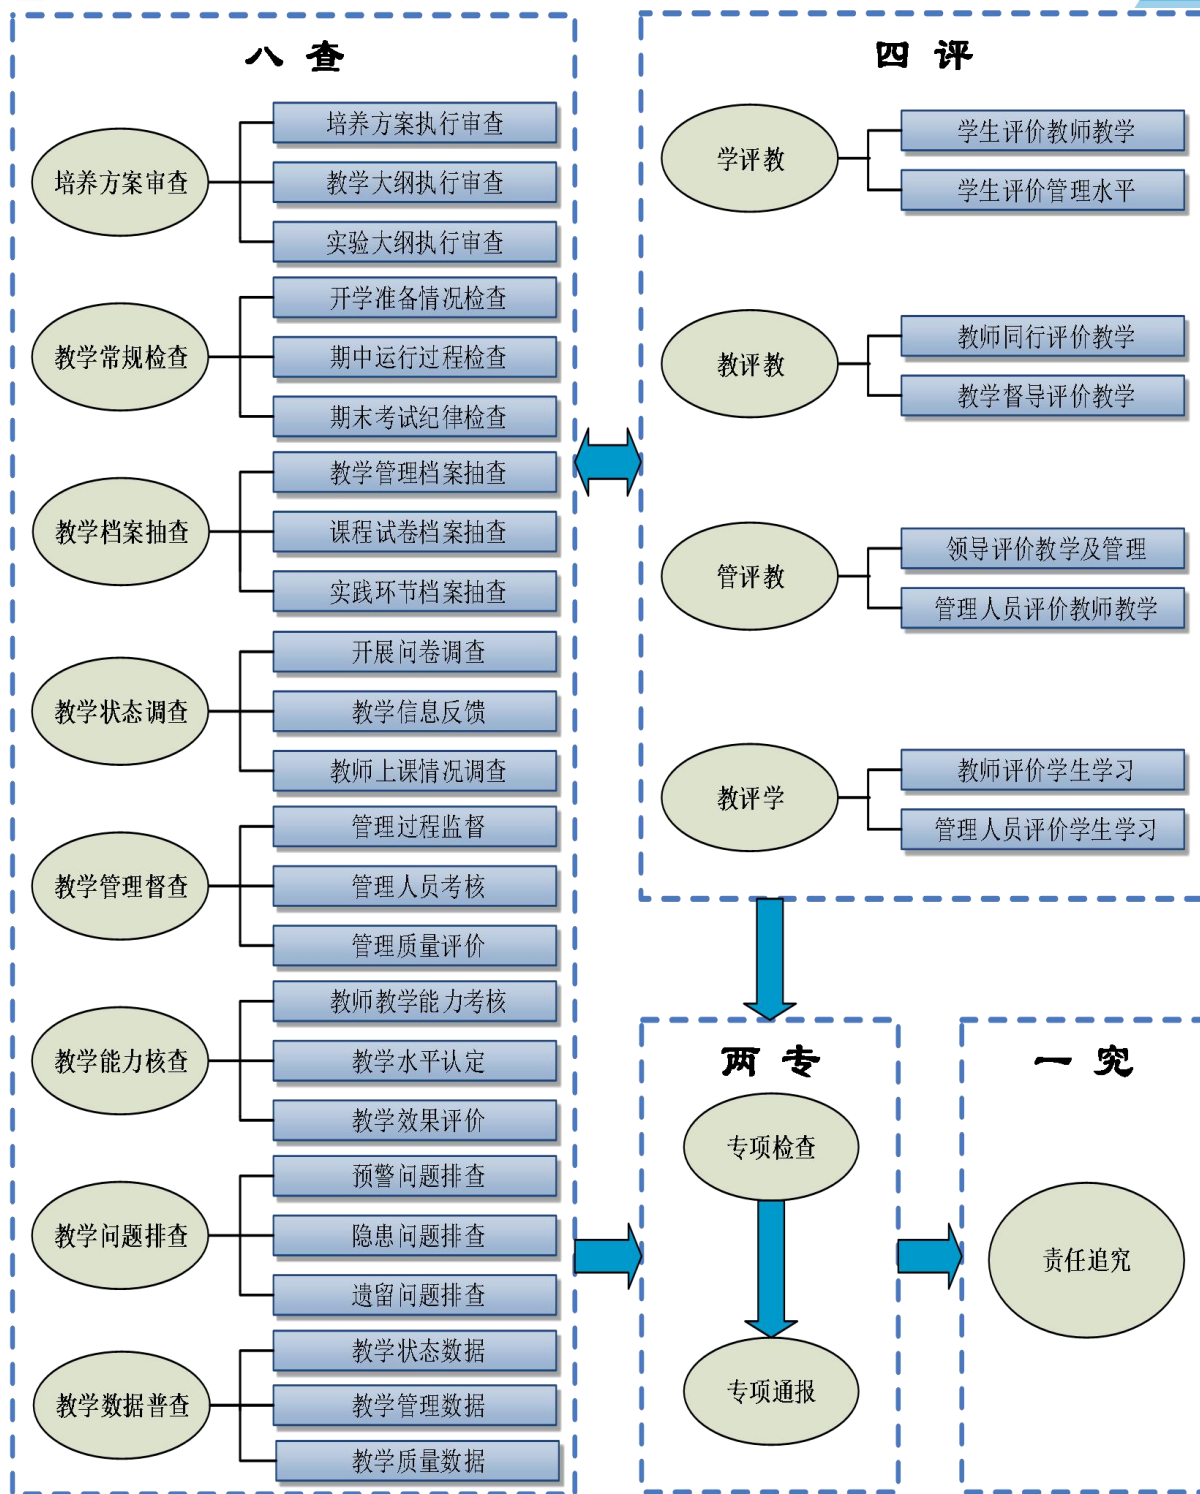 八查
培养方案审查
培养方案执行审查
教学大纲执行审查
实验大纲执行审查
教学常规检查
开学准备情况检查
期中运行过程检查
期末考试纪律检查
教学档案抽查
教学管理档案抽查
课程试卷档案抽查
实践环节档案抽查
教学状态调查
开展问卷调查
教学信息反馈
教师上课情况调查
教学管理督查
管理过程监督
管理人员考核
管理质量评价
教学能力核查
教师教学能力考核
教学水平认定
教学效果评价
教学问题排查
预警问题排查
隐患问题排查
遗留问题排查
教学数据普查
教学状态数据
教学管理数据
教学质量数据
四评
学评教
学生评价教师教学
学生评价管理水平
教评教
教师同行评价教学
教学督导评价教学
管评教
领导评价教学及管理
管理人员评价教师教学
教评学
教师评价学生学习
管理人员评价学生学习
两专
专项检查
专项通报
一究
责任追究